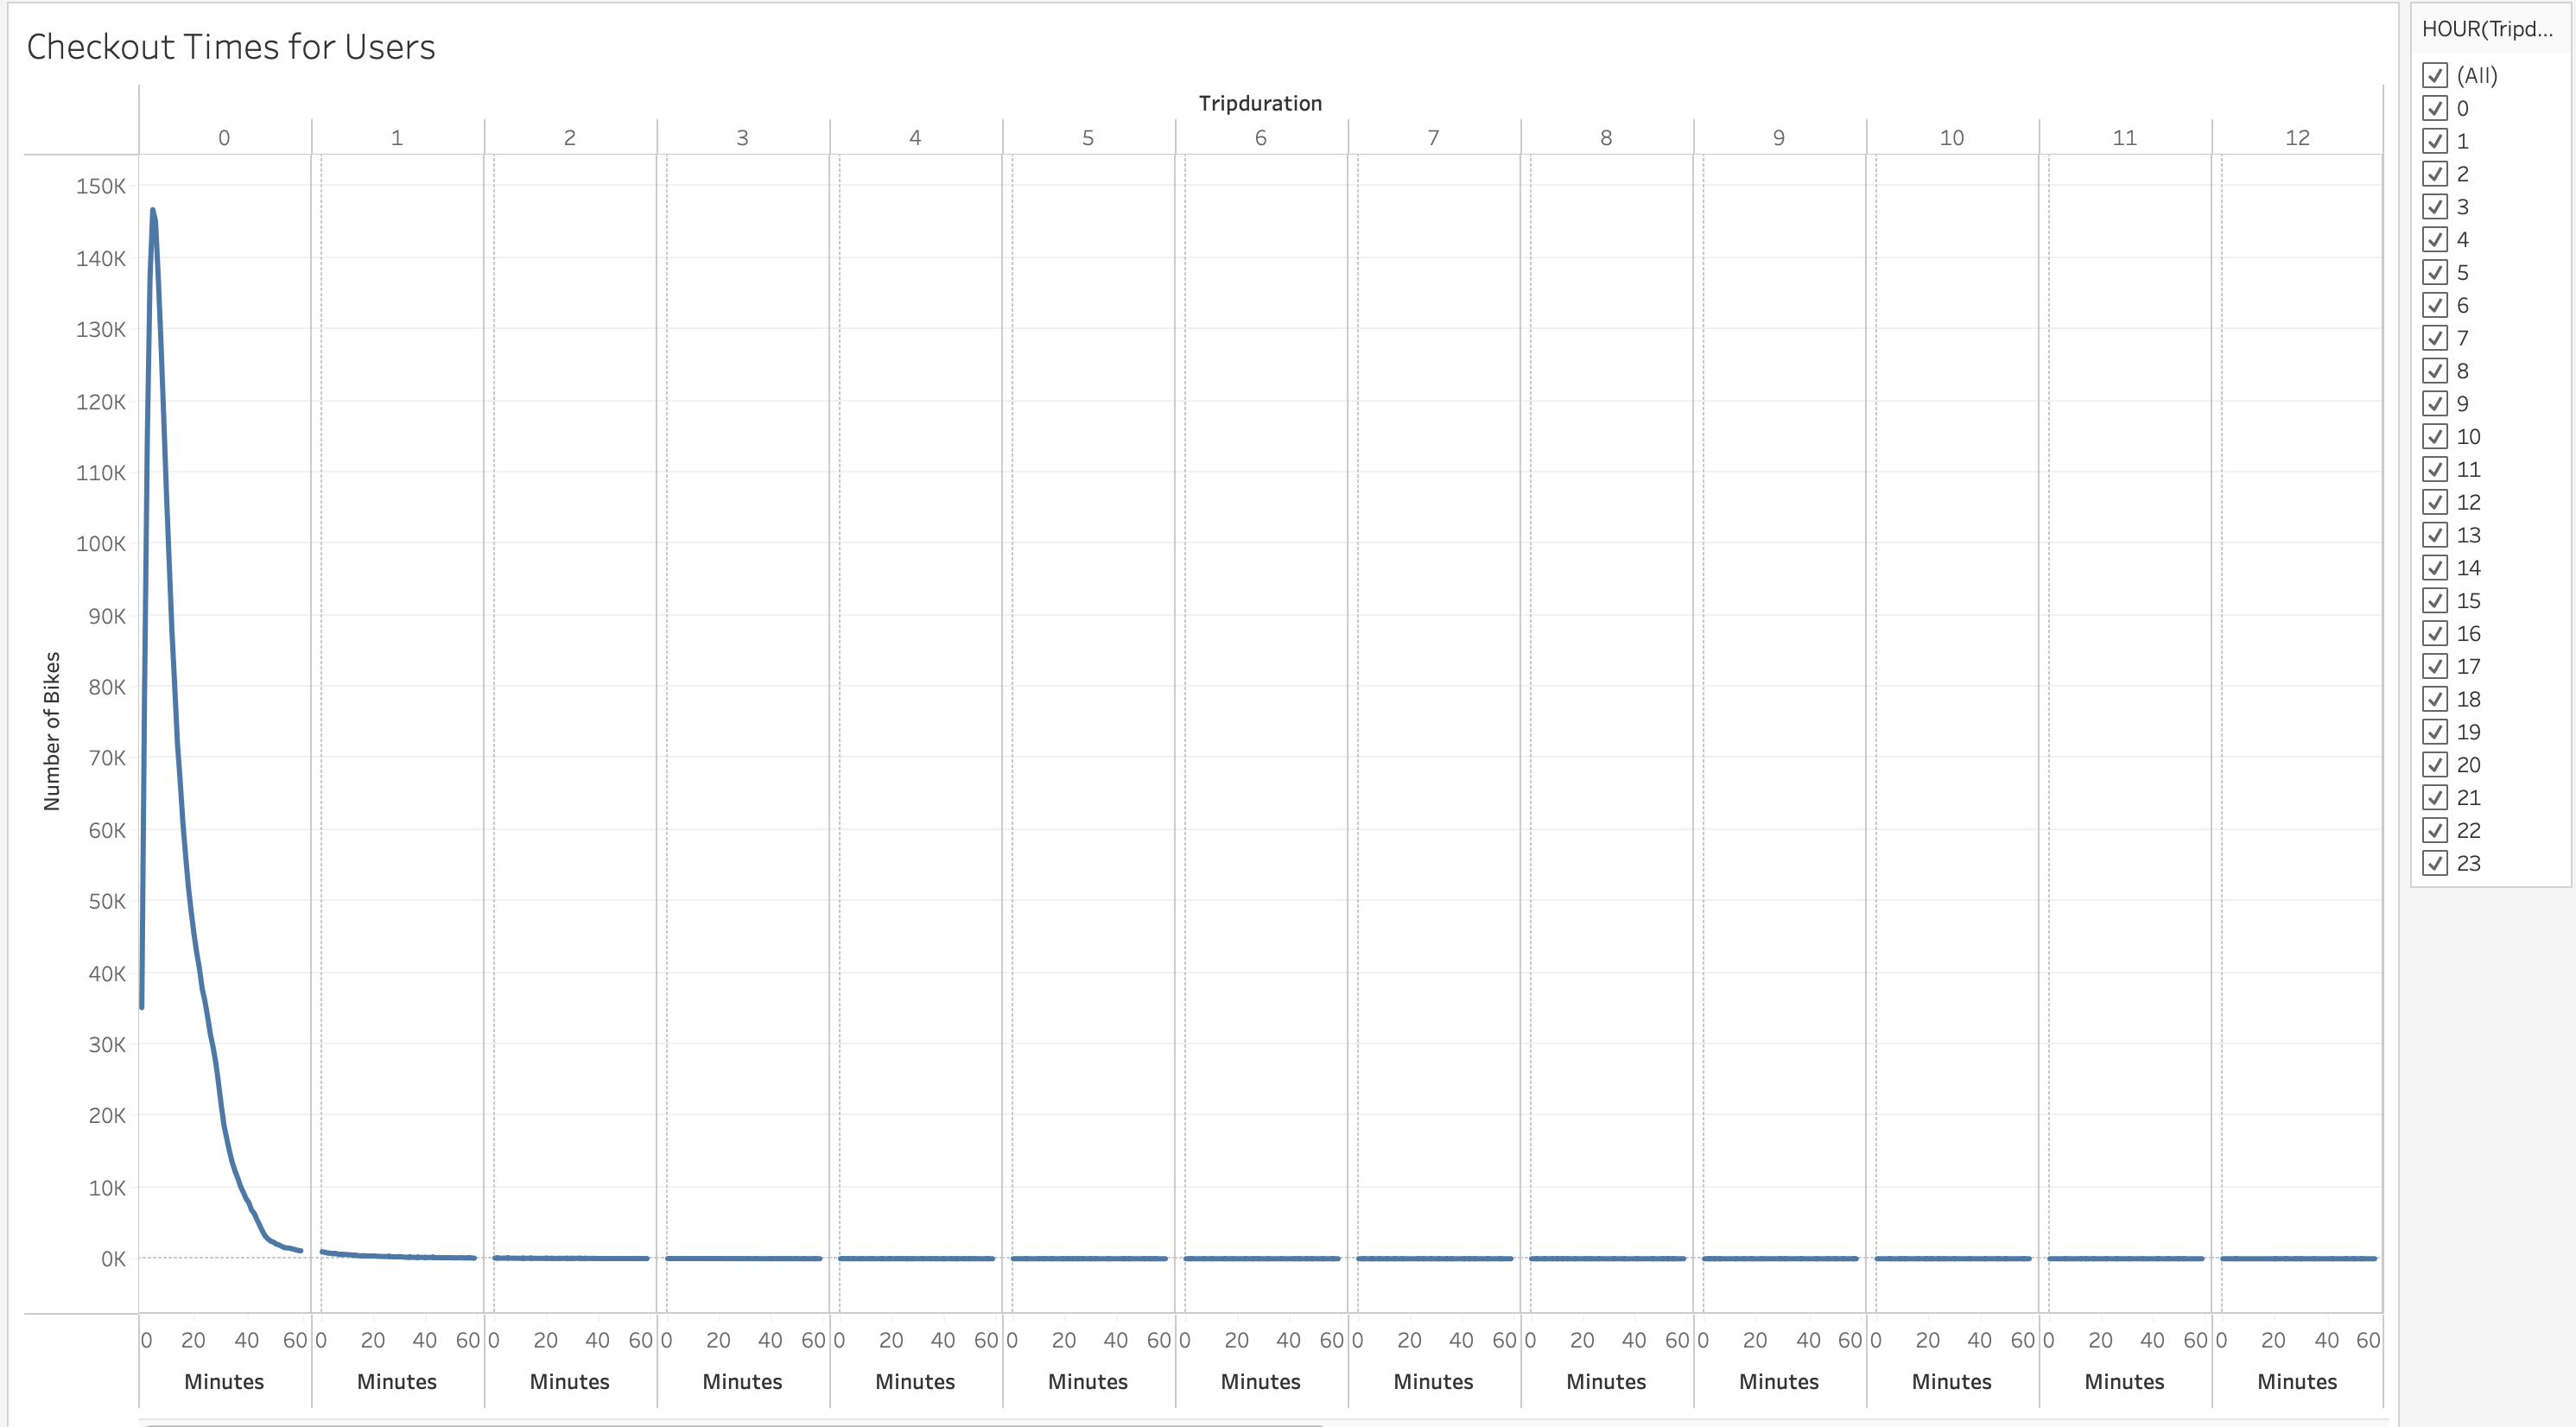 Checkout Times for Users
Tripduration
0 1 2 3 4 5 6 7 8 9 10 11 12
150K
140K
130K
120K
110K
100K
90K
80K
70K
60K
50K
40K
30K
20K
10K
0K
Number of Bikes
0 20 40 60 0 20 40 60 0 20 40 60 0 20 40 60 0 20 40 60 0 20 40 60 0 20 40 60 0 20 40 60 0 20 40 60 0 20 40 60 0 20 40 60 0 20 40 60 0 20 40 60
Minutes Minutes Minutes Minutes Minutes Minutes Minutes Minutes Minutes Minutes Minutes Minutes Minutes
HOUR(Tripd...
(All)
0
1
2
3
4
5
6
7
8
9
10
11
12
13
14
15
16
17
18
19
20
21
22
23